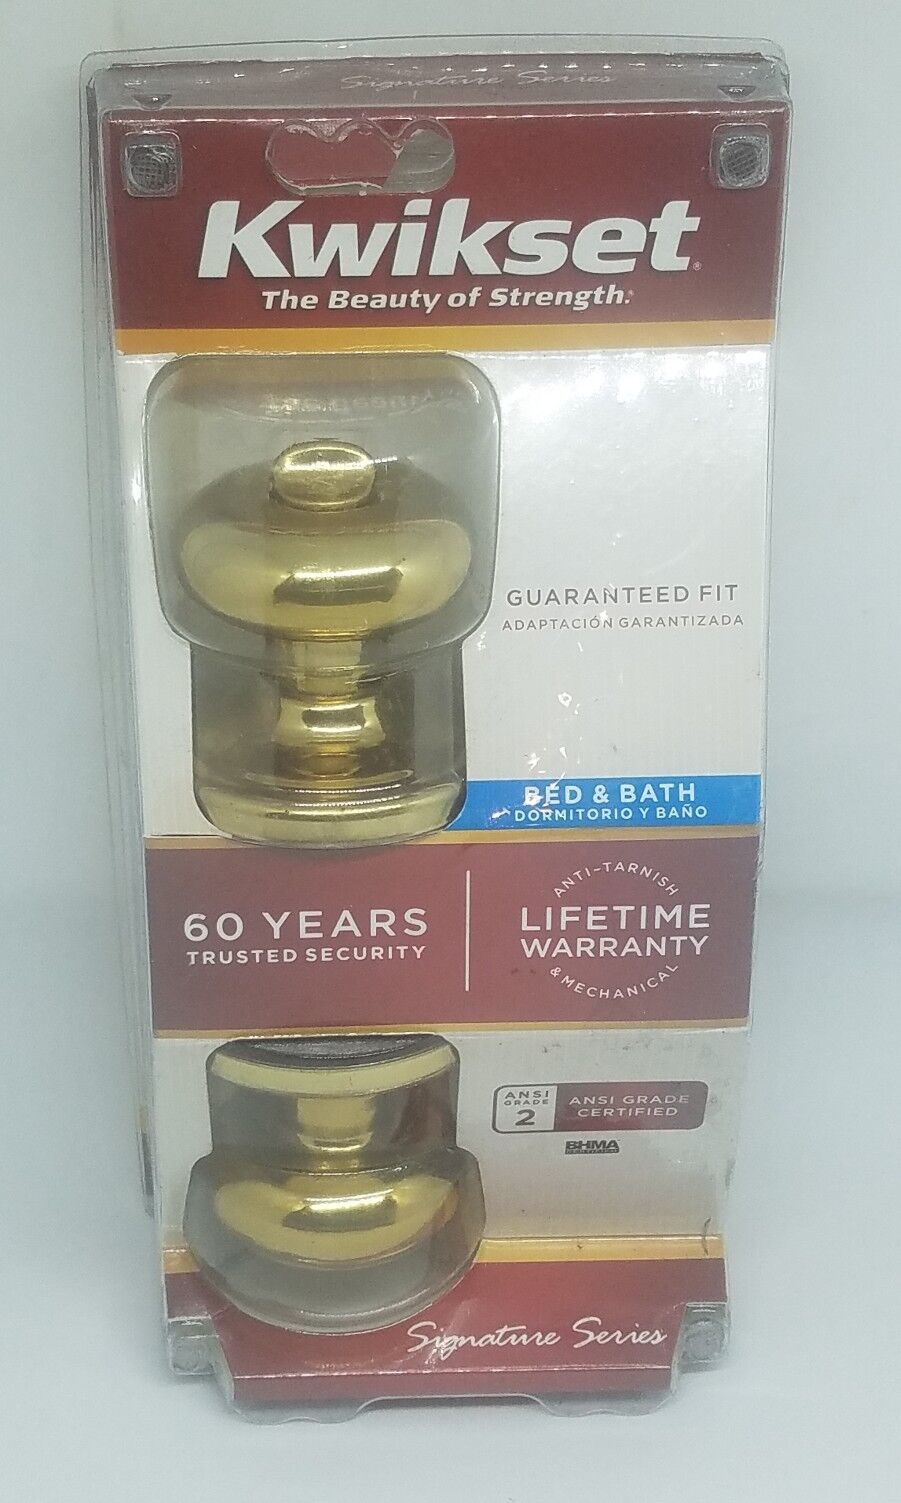 Signature Series
Kwikset®
The Beauty of Strength.®
GUARANTEED FIT
ADAPTACIÓN GARANTIZADA
BED & BATH
DORMITORIO Y BAÑO
60 YEARS
TRUSTED SECURITY
ANTI-TARNISH
LIFETIME
WARRANTY
& MECHANICAL
ANSI
GRADE
2
ANSI GRADE
CERTIFIED
BHMA
CERTIFIED
Signature Series